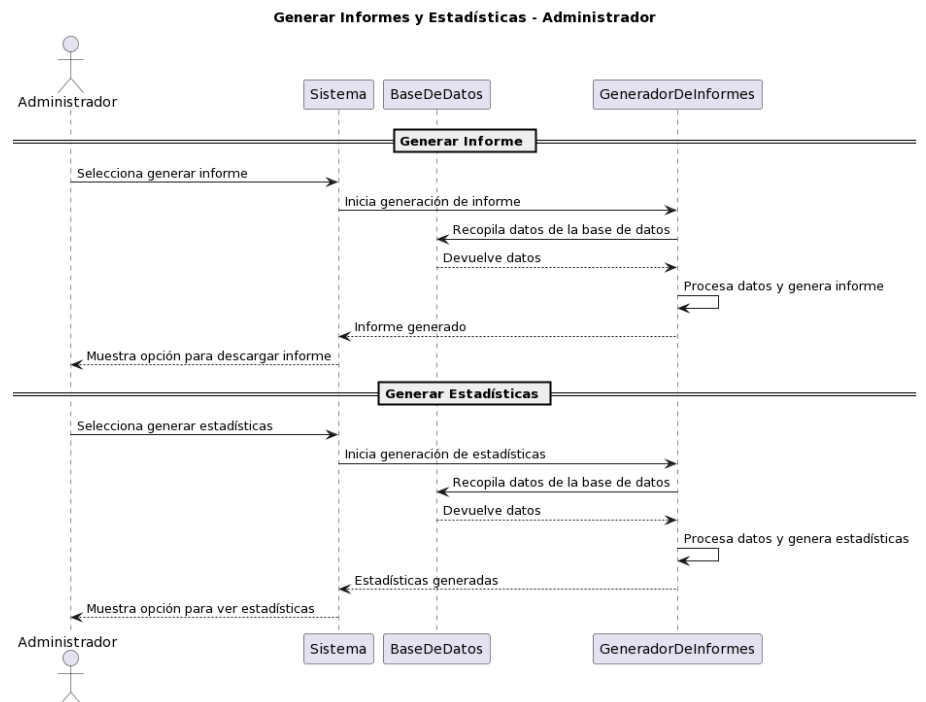 Generar Informes y Estadísticas - Administrador
Administrador
Sistema
BaseDeDatos
GeneradorDeInformes
Generar Informe
Selecciona generar informe
Inicia generación de informe
Recopila datos de la base de datos
Devuelve datos
Procesa datos y genera informe
Informe generado
Muestra opción para descargar informe
Generar Estadísticas
Selecciona generar estadísticas
Inicia generación de estadísticas
Recopila datos de la base de datos
Devuelve datos
Procesa datos y genera estadísticas
Estadísticas generadas
Muestra opción para ver estadísticas
Administrador
Sistema
BaseDeDatos
GeneradorDeInformes